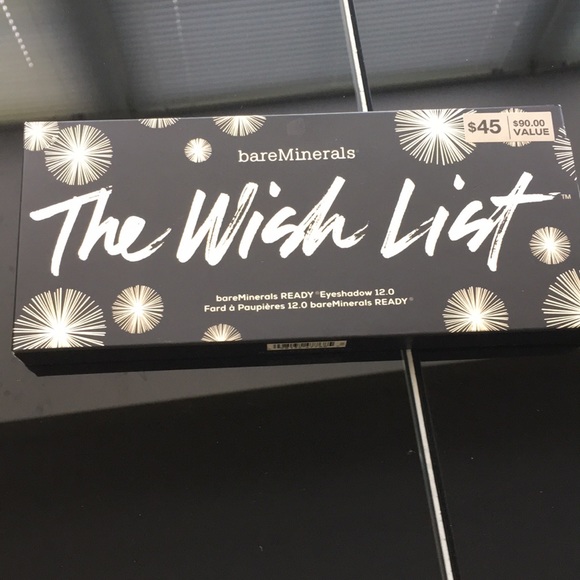 $45 $90.00
VALUE
bareMinerals
The Wish List™
bareMinerals READY® Eyeshadow 12.0
Fard à Paupières 12.0 bareMinerals READY®